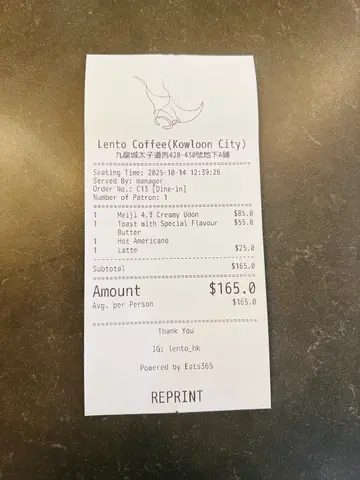 Lento Coffee(Kowloon City)
九龍城太子道西428-430號地下A鋪
Seating Time: 2025-10-14 12:39:26
Served By: manager
Order No.: C13 [Dine-in]
Number of Patron: 1
1 Meiji 4.3 Creamy Udon $85.0
1 Toast with Special Flavour $55.0
Butter
1 Hot Americano
1 Latte $25.0
Subtotal $165.0
Amount $165.0
Avg. per Person $165.0
Thank You
IG: lento_hk
Powered by Eats365
REPRINT